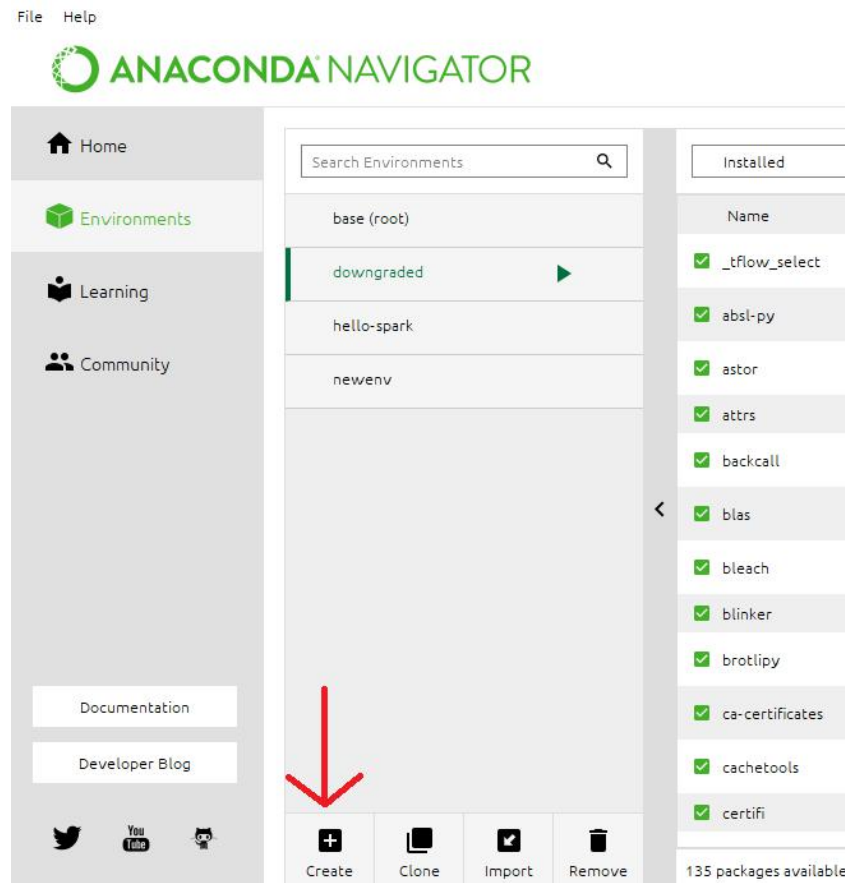 File Help
ANACONDA NAVIGATOR
Home
Environments
Learning
Community
Documentation
Developer Blog
You
Tube
Search Environments
base (root)
downgraded
hello-spark
newenv
Create Clone Import Remove
Installed
Name
_tflow_select
absl-py
astor
attrs
backcall
blas
bleach
blinker
brotlipy
ca-certificates
cachetools
certifi
135 packages available